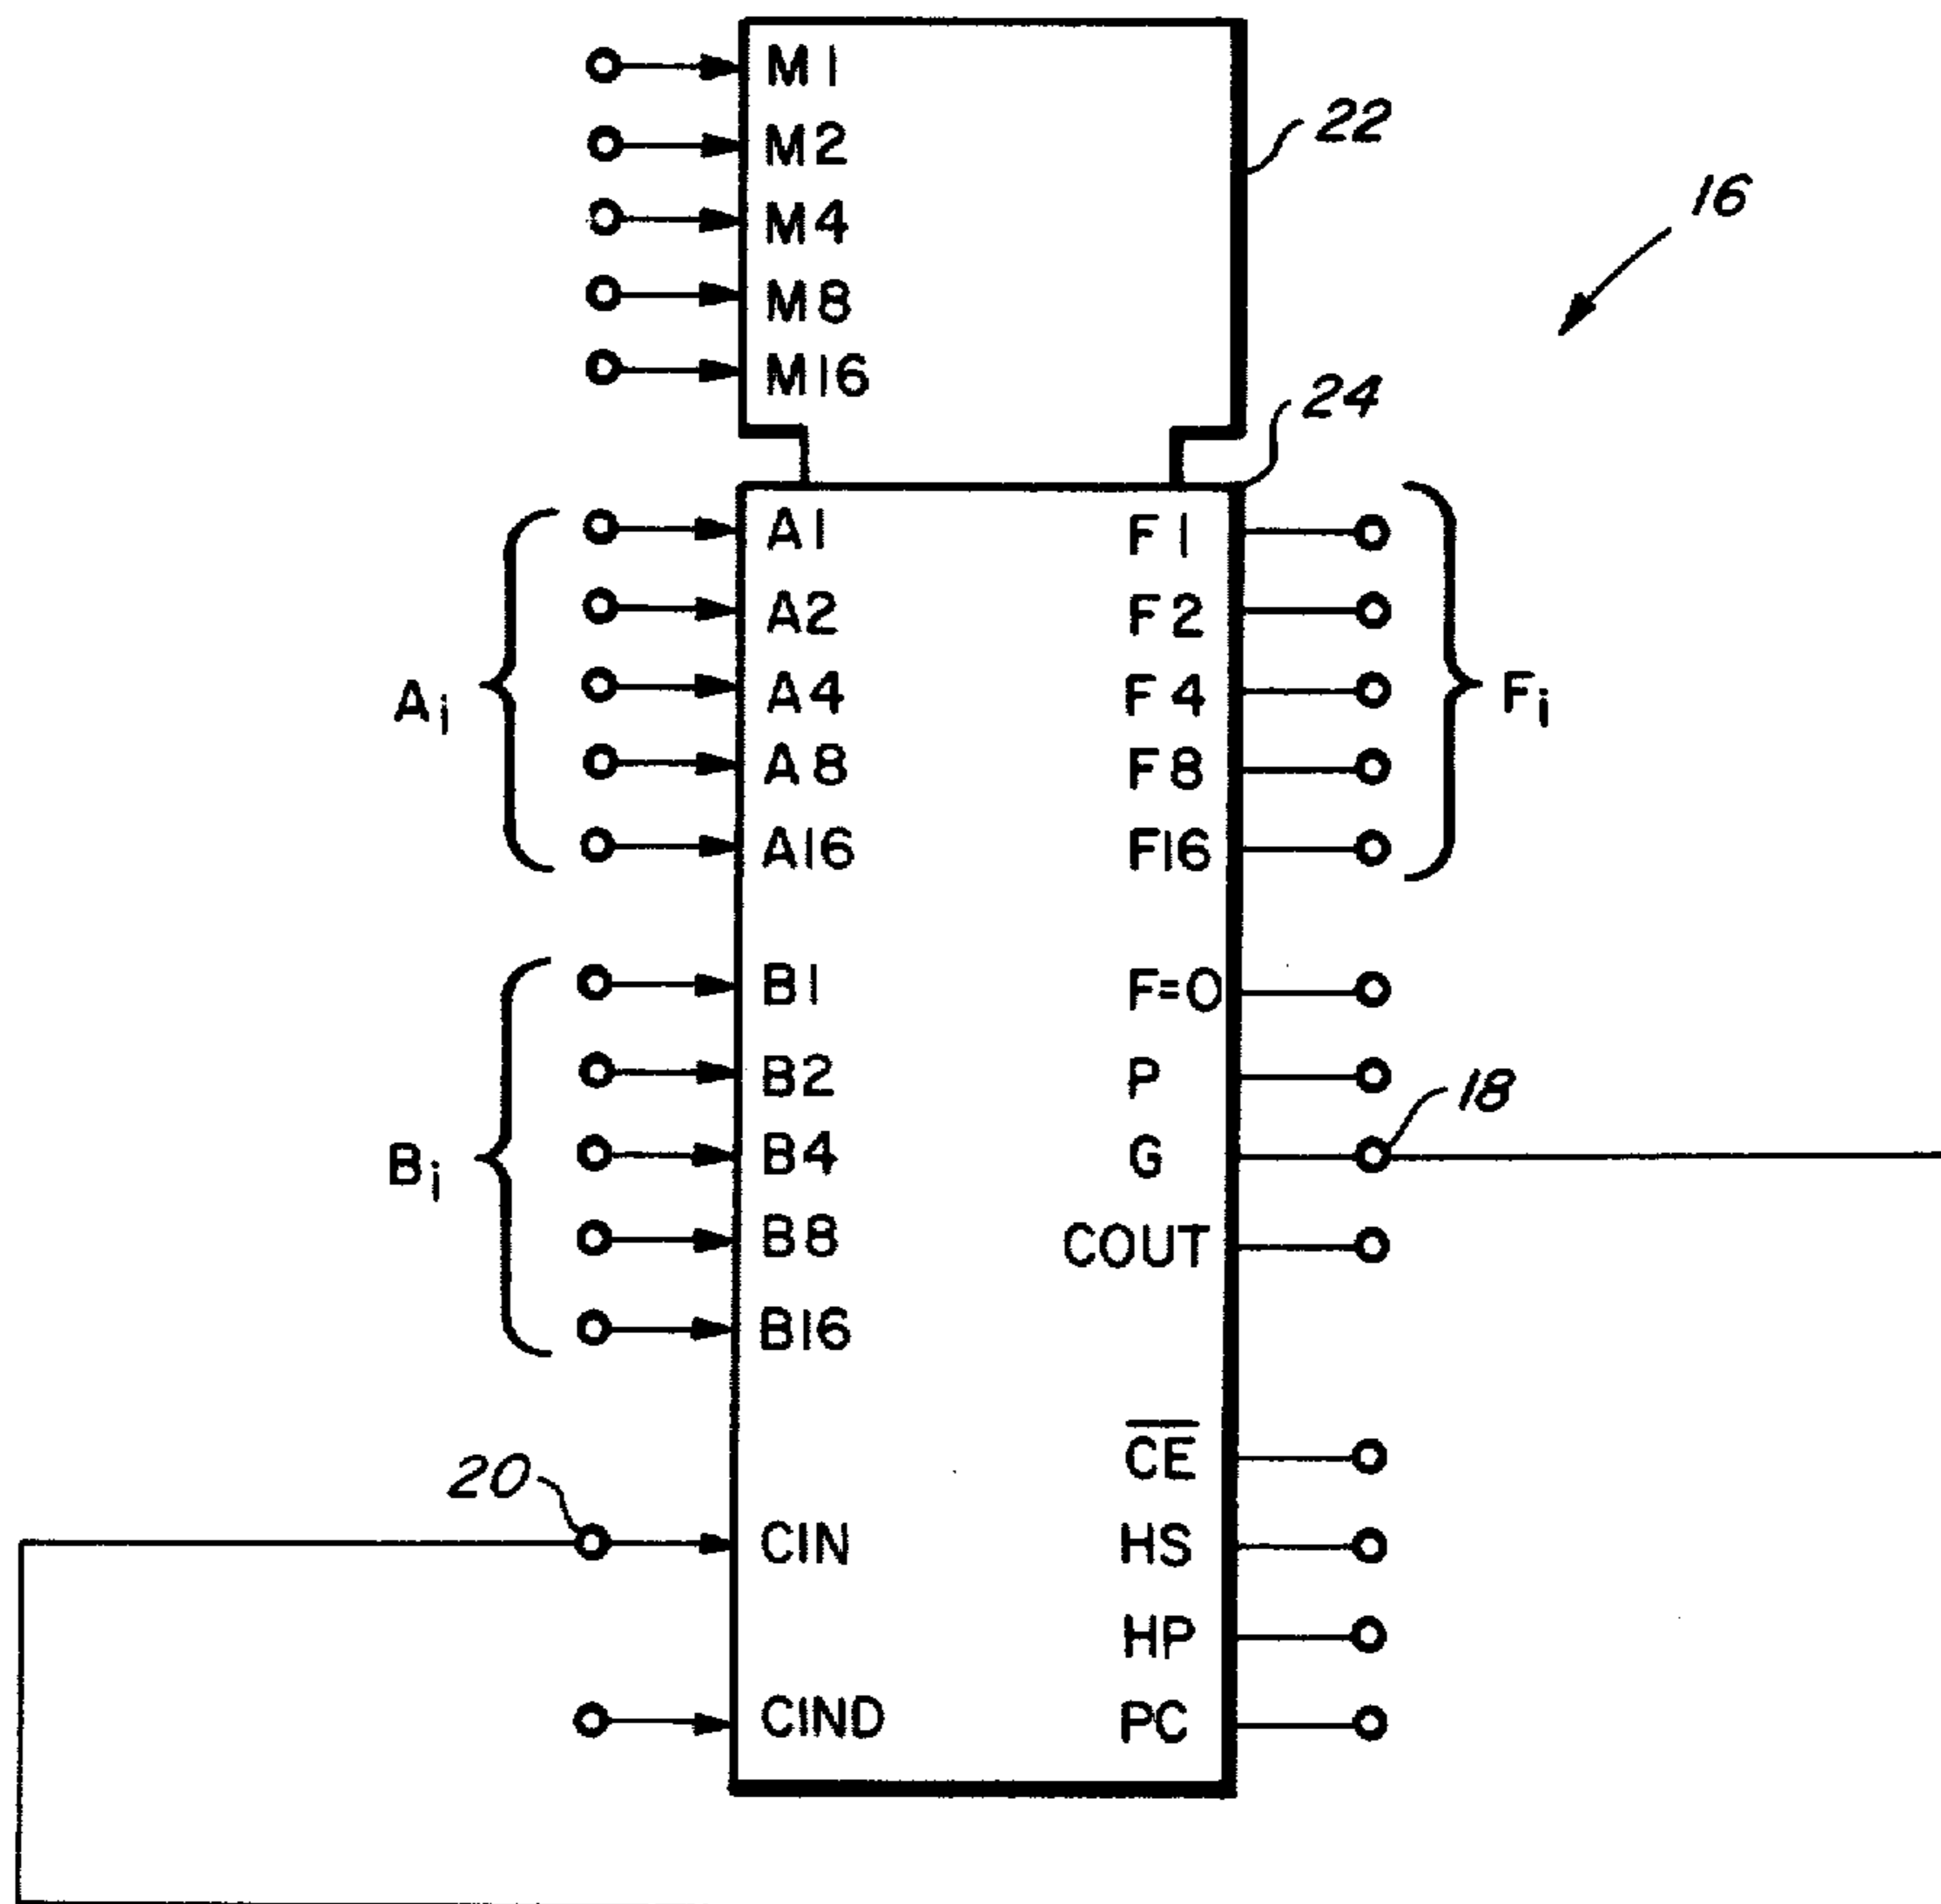 M1
M2
M4
M8
M16
22
16
24
A1
A2
A4
A8
A16
Ai
F1
F2
F4
F8
F16
Fi
B1
B2
B4
B8
B16
Bi
F=0
P
G
18
COUT
20
CIN
CIND
C̅E̅
HS
HP
PC